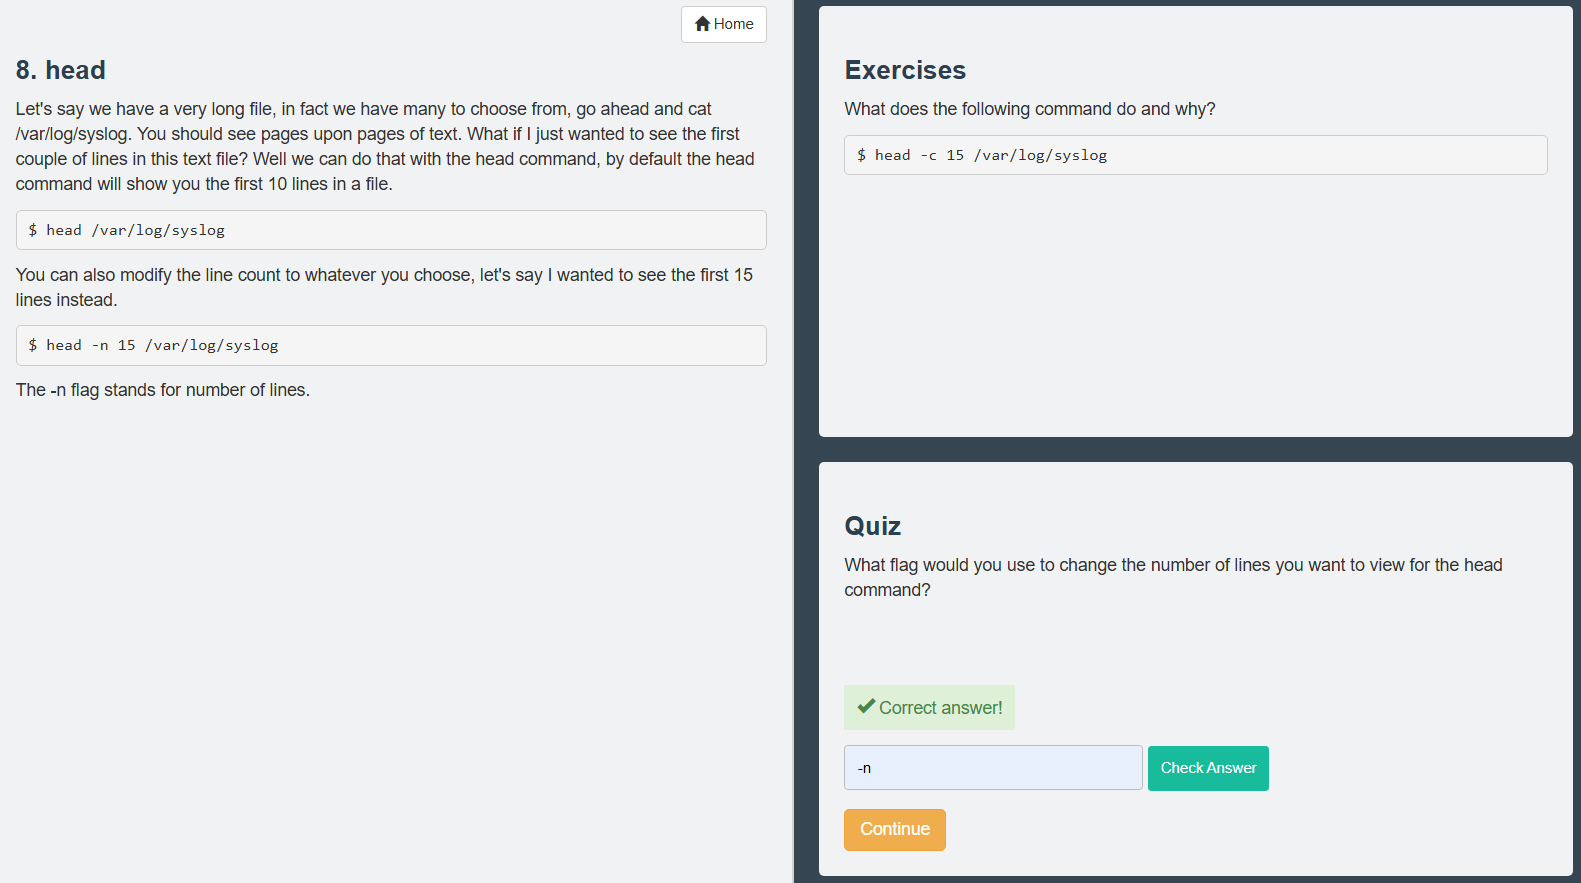 Home
8. head
Let's say we have a very long file, in fact we have many to choose from, go ahead and cat
/var/log/syslog. You should see pages upon pages of text. What if I just wanted to see the first
couple of lines in this text file? Well we can do that with the head command, by default the head
command will show you the first 10 lines in a file.
$ head /var/log/syslog
You can also modify the line count to whatever you choose, let's say I wanted to see the first 15
lines instead.
$ head -n 15 /var/log/syslog
The -n flag stands for number of lines.
Exercises
What does the following command do and why?
$ head -c 15 /var/log/syslog
Quiz
What flag would you use to change the number of lines you want to view for the head
command?
Correct answer!
-n
Check Answer
Continue